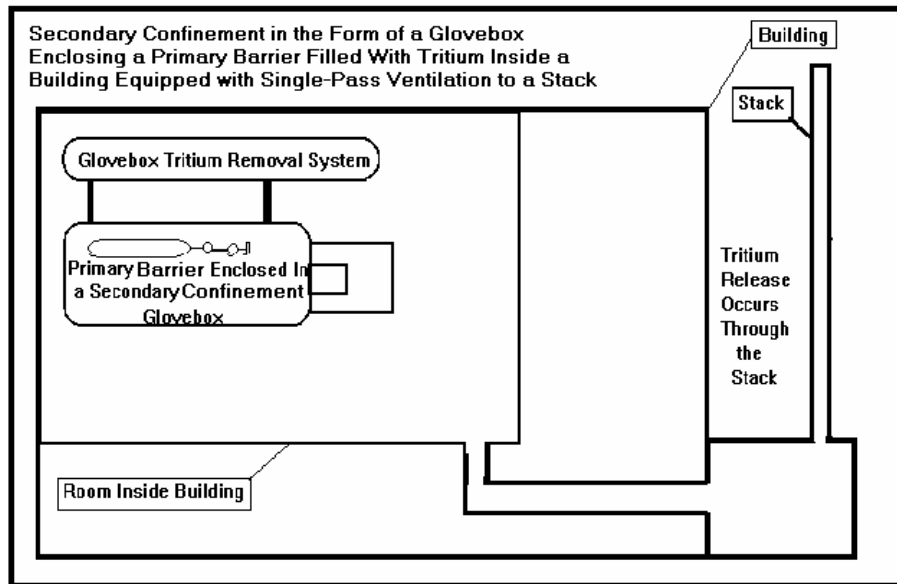 Secondary Confinement in the Form of a Glovebox
Enclosing a Primary Barrier Filled With Tritium Inside a
Building Equipped with Single-Pass Ventilation to a Stack
Building
Stack
Glovebox Tritium Removal System
Primary Barrier Enclosed In
a Secondary Confinement
Glovebox
Tritium
Release
Occurs
Through
the
Stack
Room Inside Building